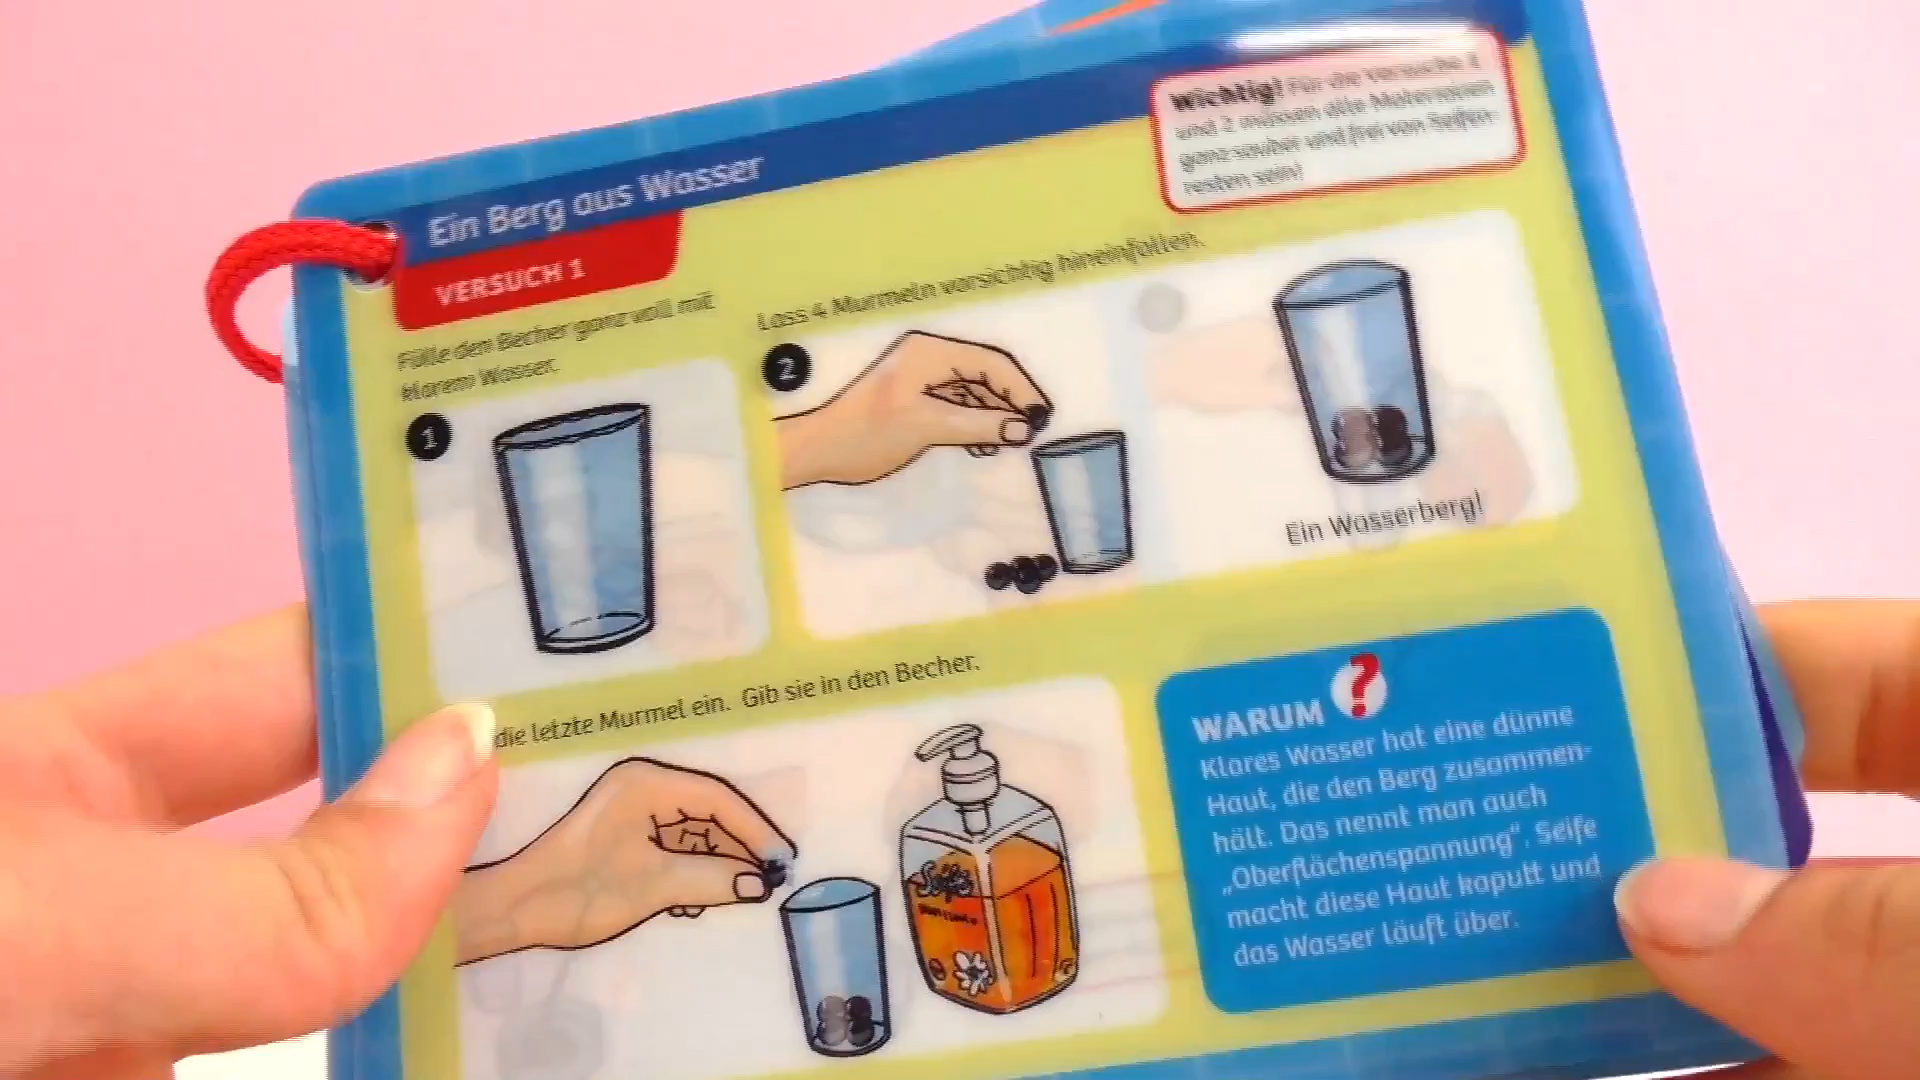 Ein Berg aus Wasser
VERSUCH 1
Wichtig! Für die Versuche 1
und 2 müssen alle Materialien
ganz sauber und frei von Seifen-
resten sein!
Fülle den Becher ganz voll mit
klarem Wasser.
1
Lass 4 Murmeln vorsichtig hineinfallen.
2
Ein Wasserberg!
die letzte Murmel ein. Gib sie in den Becher.
Seife
WARUM ?
Klares Wasser hat eine dünne
Haut, die den Berg zusammen-
hält. Das nennt man auch
„Oberflächenspannung“. Seife
macht diese Haut kaputt und
das Wasser läuft über.